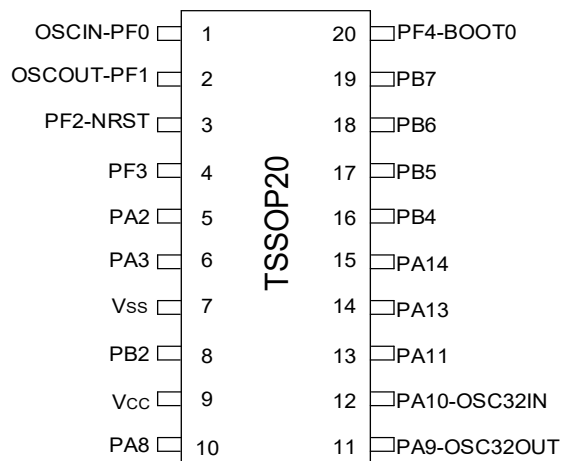 OSCIN-PF0 1 20 PF4-BOOT0
OSCOUT-PF1 2 19 PB7
PF2-NRST 3 18 PB6
PF3 4 17 PB5
PA2 5 16 PB4
PA3 6 15 PA14
Vss 7 14 PA13
PB2 8 13 PA11
Vcc 9 12 PA10-OSC32IN
PA8 10 11 PA9-OSC32OUT
TSSOP20